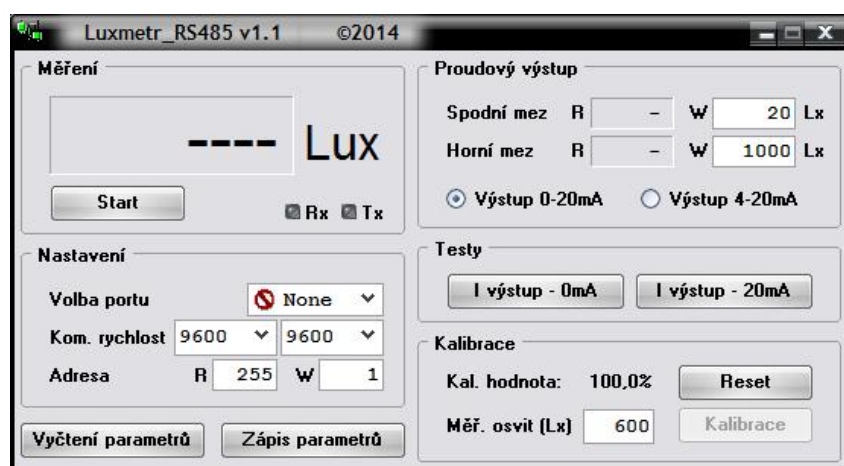 Luxmetr_RS485 v1.1 ©2014
Měření
---- Lux
Start
Rx Tx
Nastavení
Volba portu None
Kom. rychlost 9600 9600
Adresa R 255 W 1
Vyčtení parametrů Zápis parametrů
Proudový výstup
Spodní mez R - W 20 Lx
Horní mez R - W 1000 Lx
Výstup 0-20mA Výstup 4-20mA
Testy
I výstup - 0mA I výstup - 20mA
Kalibrace
Kal. hodnota: 100,0% Reset
Měř. osvit (Lx) 600 Kalibrace